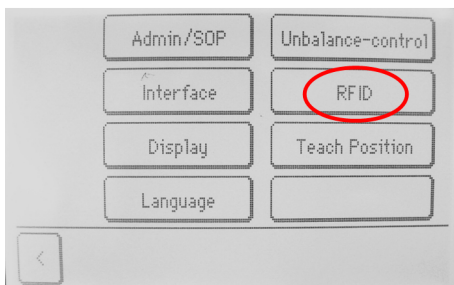 Admin/SOP
Unbalance-control
Interface
RFID
Display
Teach Position
Language
<